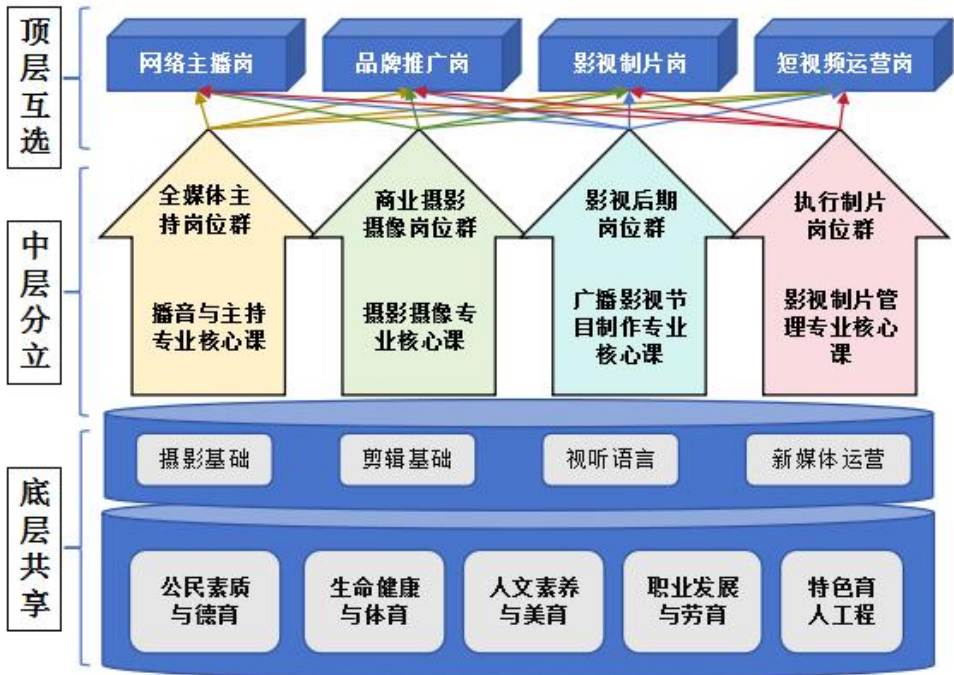 顶层互选
网络主播岗
品牌推广岗
影视制片岗
短视频运营岗
中层分立
全媒体主
持岗位群
播音与主持
专业核心课
商业摄影
摄像岗位群
摄影摄像专
业核心课
影视后期
岗位群
广播影视节
目制作专业
核心课
执行制片
岗位群
影视制片管
理专业核心
课
底层共享
摄影基础
剪辑基础
视听语言
新媒体运营
公民素质
与德育
生命健康
与体育
人文素养
与美育
职业发展
与劳育
特色育
人工程